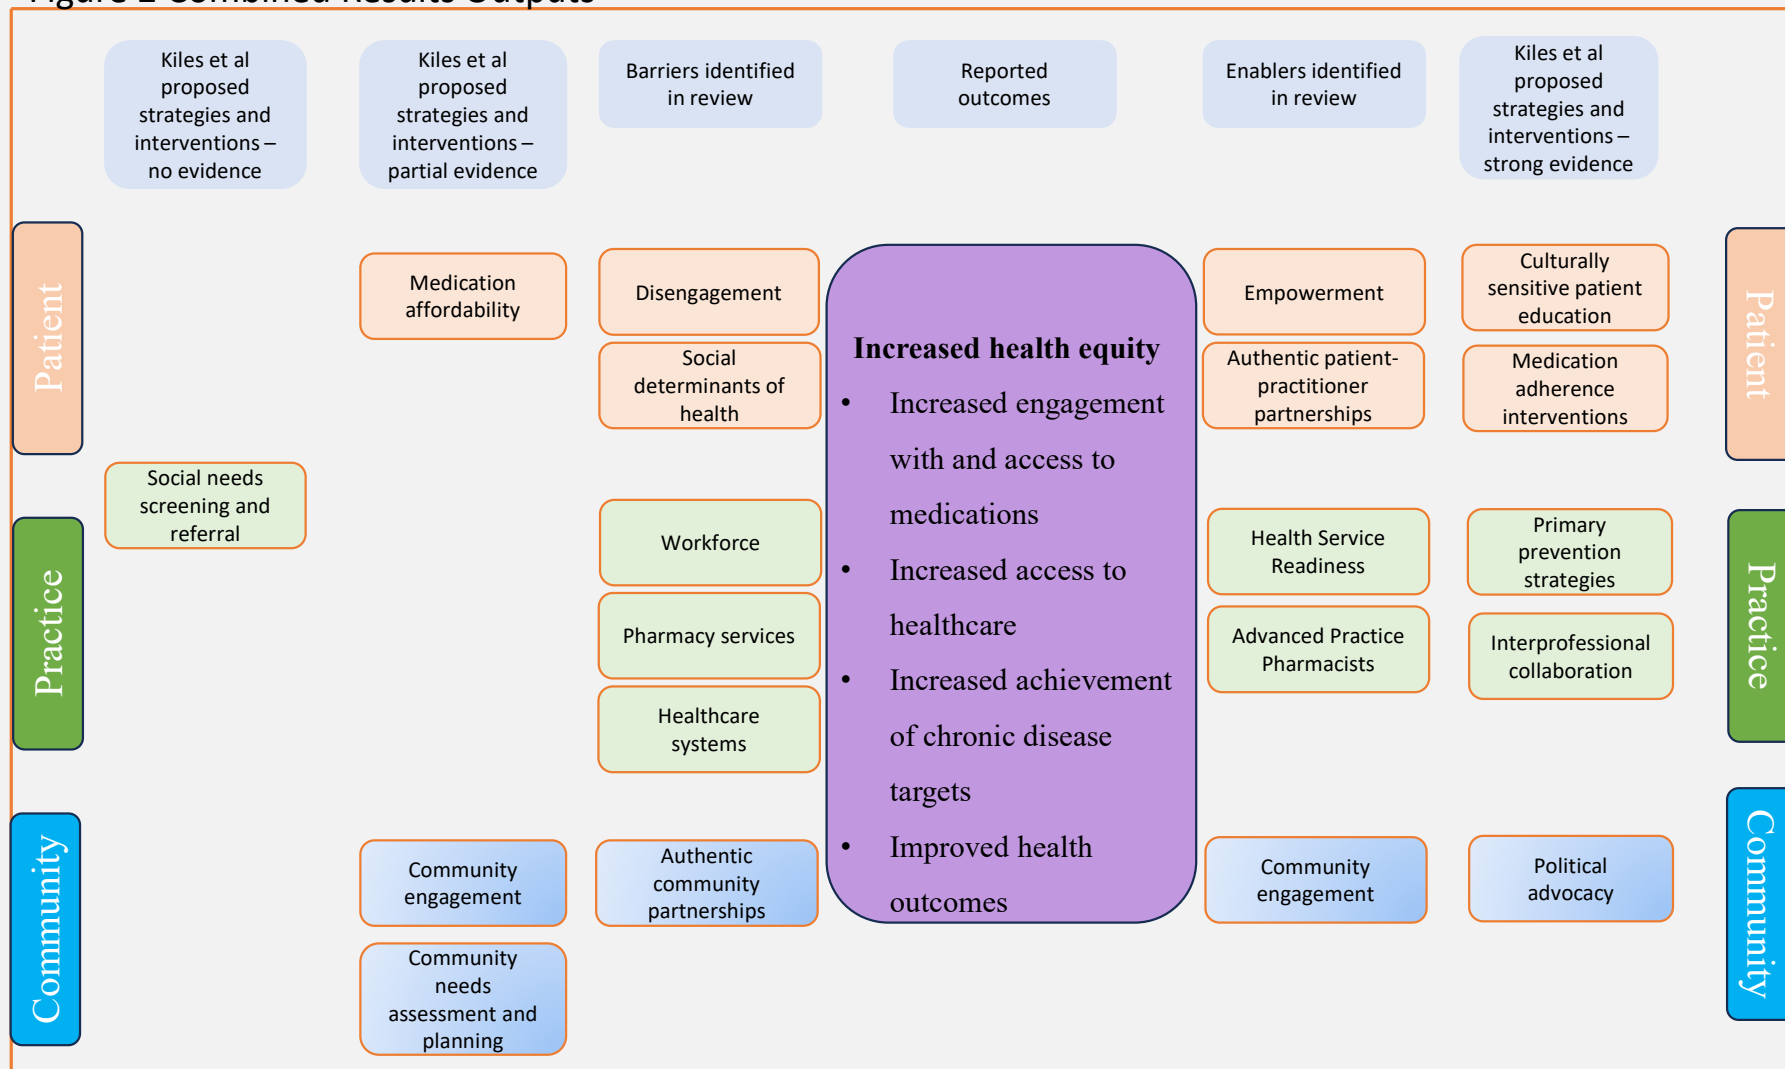 Figure 2 Combined Results Outputs
Kiles et al
proposed
strategies and
interventions –
no evidence
Kiles et al
proposed
strategies and
interventions –
partial evidence
Barriers identified
in review
Reported
outcomes
Enablers identified
in review
Kiles et al
proposed
strategies and
interventions –
strong evidence
Patient
Medication
affordability
Disengagement
Social
determinants of
health
Increased health equity
• Increased engagement
with and access to
medications
• Increased access to
healthcare
• Increased achievement
of chronic disease
targets
• Improved health
outcomes
Empowerment
Authentic patient-
practitioner
partnerships
Culturally
sensitive patient
education
Medication
adherence
interventions
Patient
Practice
Social needs
screening and
referral
Workforce
Pharmacy services
Healthcare
systems
Health Service
Readiness
Advanced Practice
Pharmacists
Primary
prevention
strategies
Interprofessional
collaboration
Practice
Community
Community
engagement
Community
needs
assessment and
planning
Authentic
community
partnerships
Community
engagement
Political
advocacy
Community